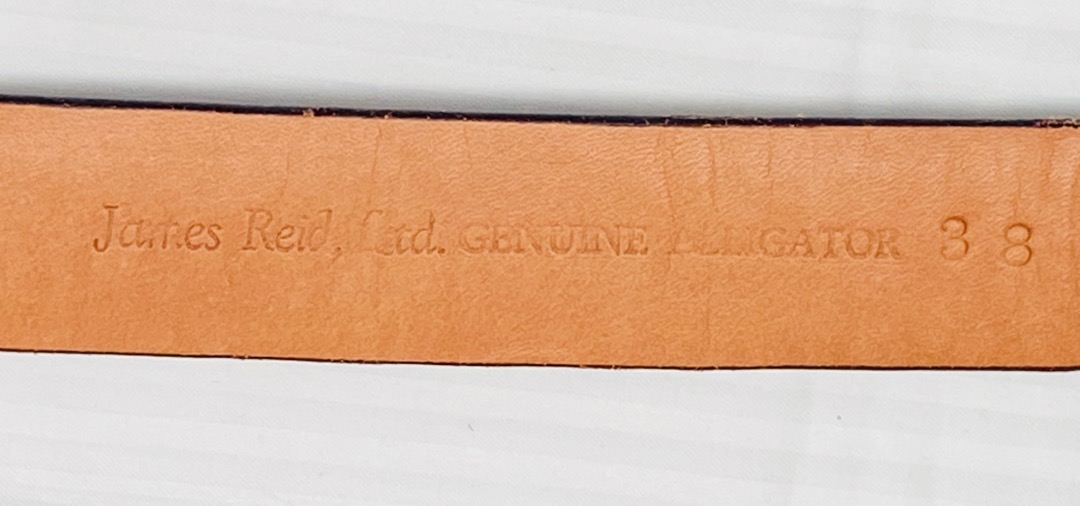 James Reid, Ltd. GENUINE ALLIGATOR 38